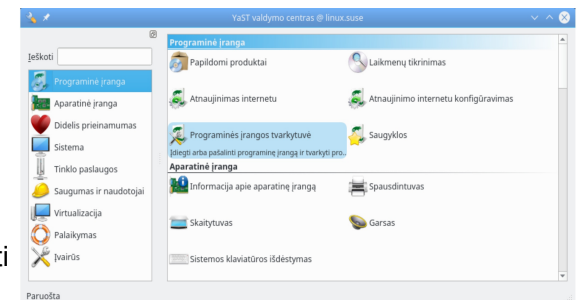 YaST valdymo centras @ linux.suse
Ieškoti
Programinė įranga
Aparatinė įranga
Didelis prieinamumas
Sistema
Tinklo paslaugos
Saugumas ir naudotojai
Virtualizacija
Palaikymas
Įvairūs
Programinė įranga
Papildomi produktai
Laikmenų tikrinimas
Atnaujinimas internetu
Atnaujinimo internetu konfigūravimas
Programinės įrangos tvarkytuvė
Saugyklos
Įdiegti arba pašalinti programinę įrangą ir tvarkyti pro..
Aparatinė įranga
Informacija apie aparatinę įrangą
Spausdintuvas
Skaitytuvas
Garsas
Sistemos klaviatūros išdėstymas
Paruošta